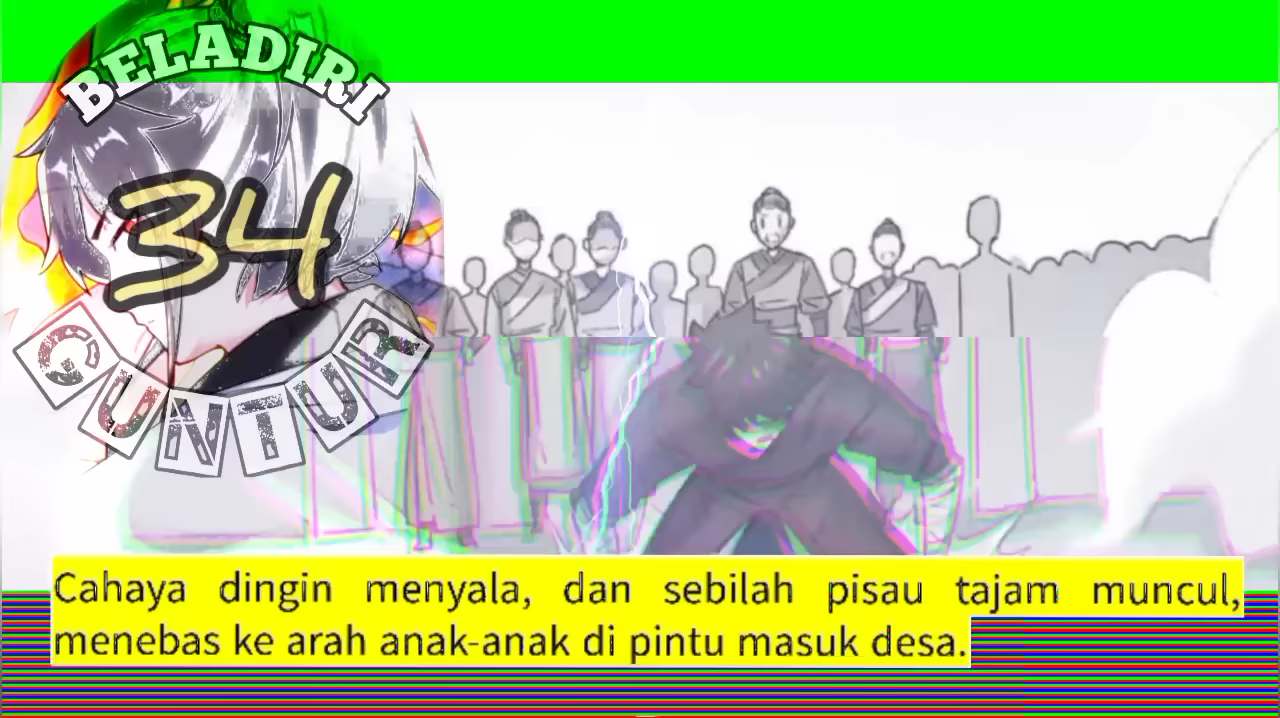 BELADIRI
34
GUNTUR
Cahaya dingin menyala, dan sebilah pisau tajam muncul,
menebas ke arah anak-anak di pintu masuk desa.